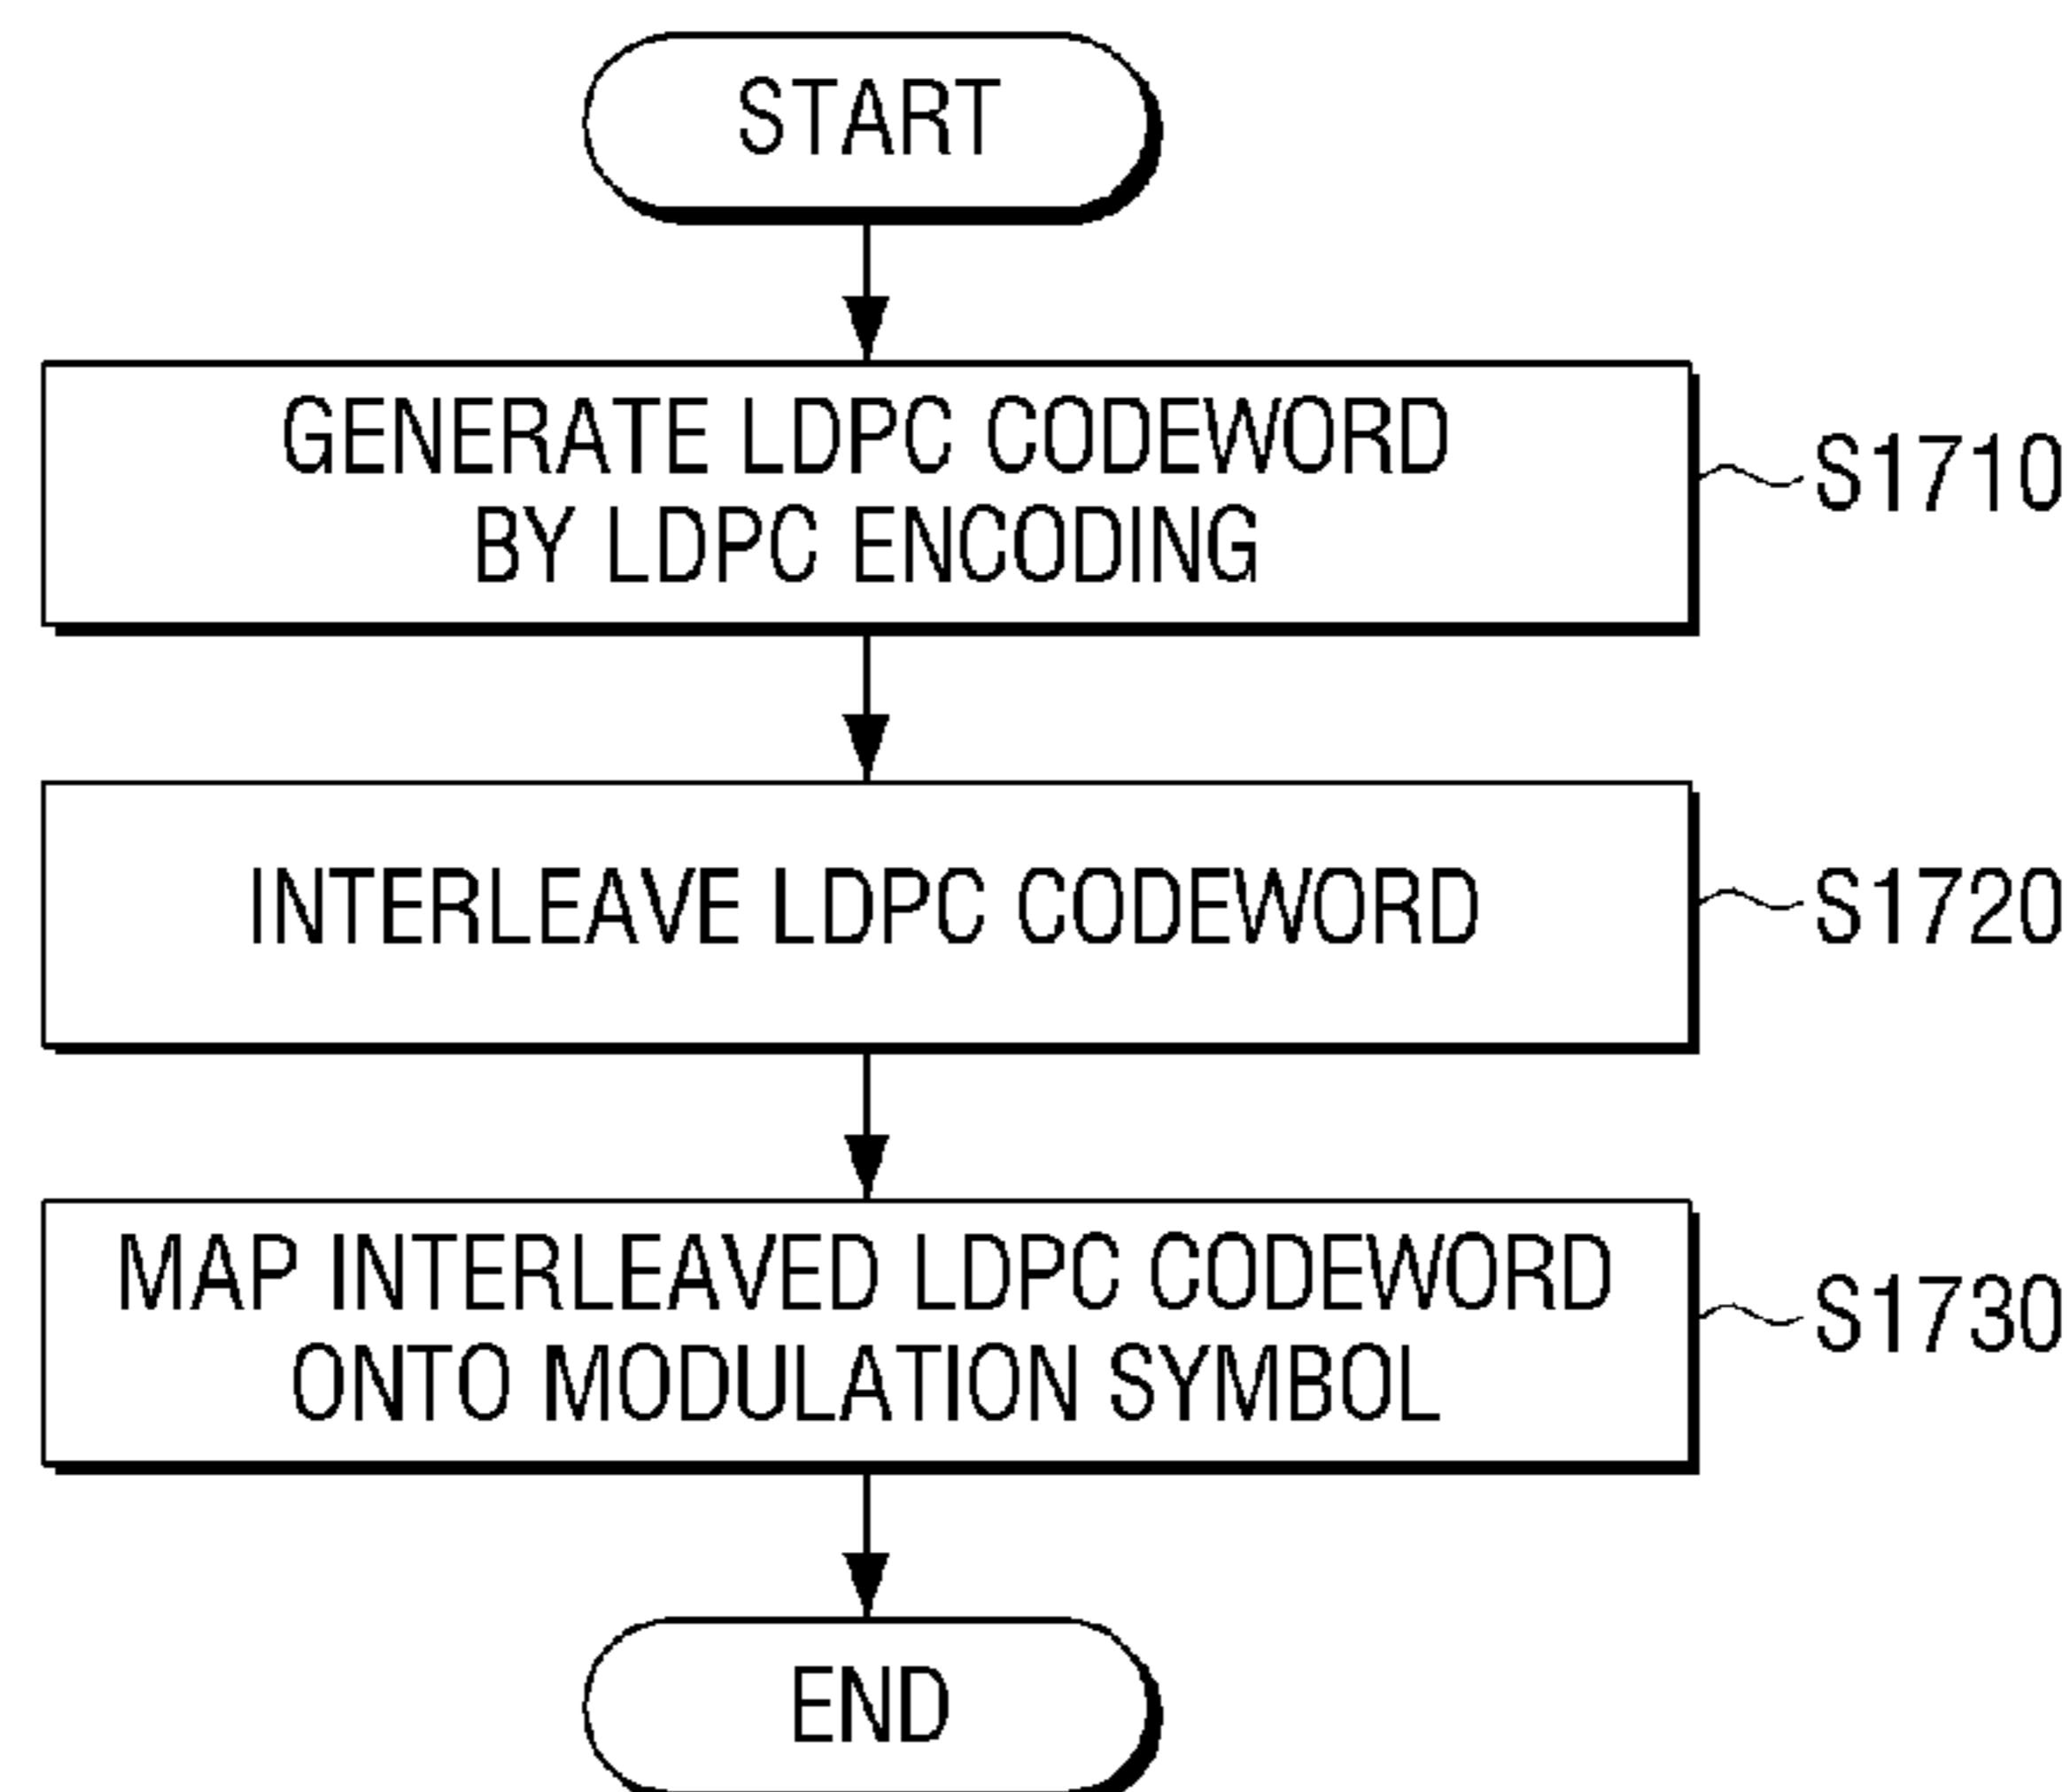 START
GENERATE LDPC CODEWORD
BY LDPC ENCODING
S1710
INTERLEAVE LDPC CODEWORD
S1720
MAP INTERLEAVED LDPC CODEWORD
ONTO MODULATION SYMBOL
S1730
END